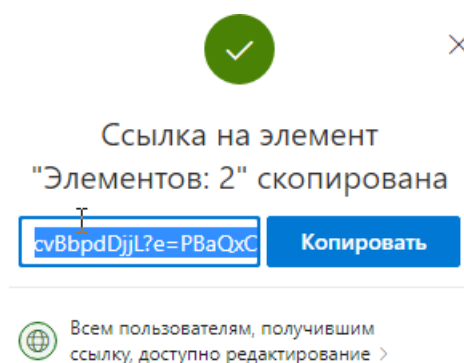 Ссылка на элемент
"Элементов: 2" скопирована
cvBbpdDjjL?e=PBaQxC
Копировать
Всем пользователям, получившим
ссылку, доступно редактирование >